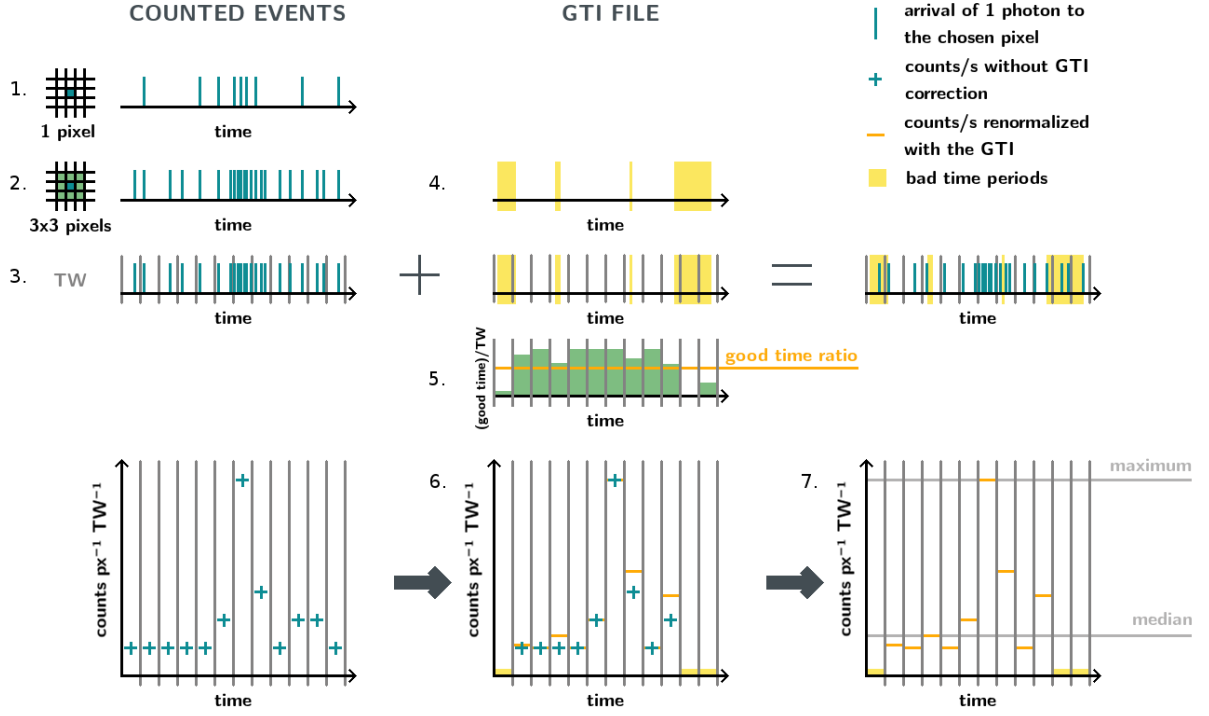 COUNTED EVENTS
GTI FILE
arrival of 1 photon to
the chosen pixel
counts/s without GTI
correction
counts/s renormalized
with the GTI
bad time periods
1.
1 pixel
time
2.
3x3 pixels
time
4.
time
3.
TW
time
time
time
5.
(good time)/TW
good time ratio
time
counts px⁻¹ TW⁻¹
time
6.
counts px⁻¹ TW⁻¹
time
7.
counts px⁻¹ TW⁻¹
maximum
median
time